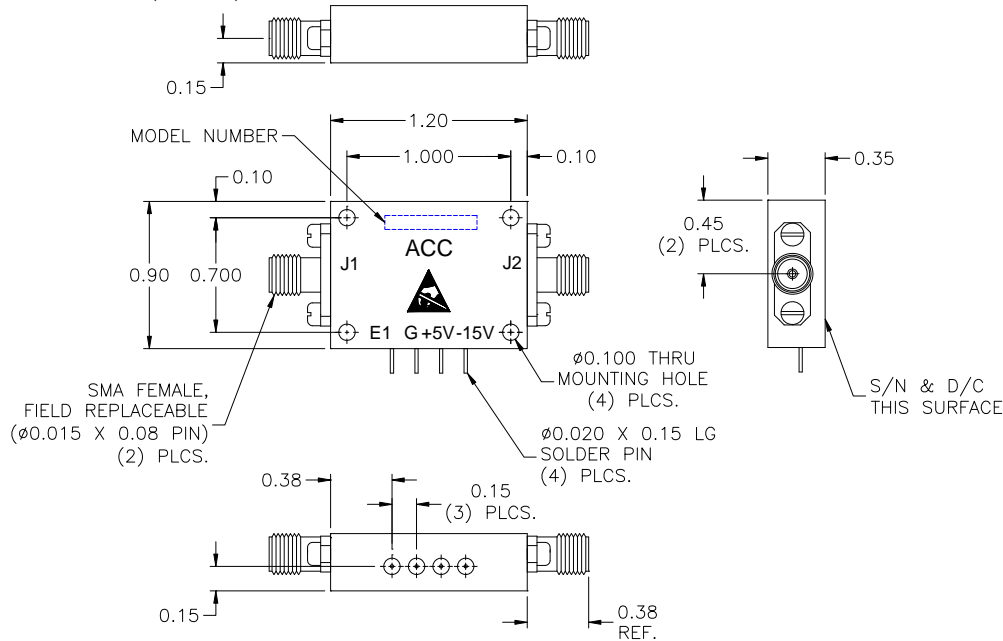 0.15
1.20
MODEL NUMBER
1.000
0.10
0.35
0.10
0.45
(2) PLCS.
ACC
0.90
0.700
J1
J2
E1 G +5V -15V
Ø0.100 THRU
MOUNTING HOLE
(4) PLCS.
SMA FEMALE,
FIELD REPLACEABLE
(Ø0.015 X 0.08 PIN)
(2) PLCS.
S/N & D/C
THIS SURFACE
Ø0.020 X 0.15 LG
SOLDER PIN
(4) PLCS.
0.38
0.15
(3) PLCS.
0.15
0.38
REF.